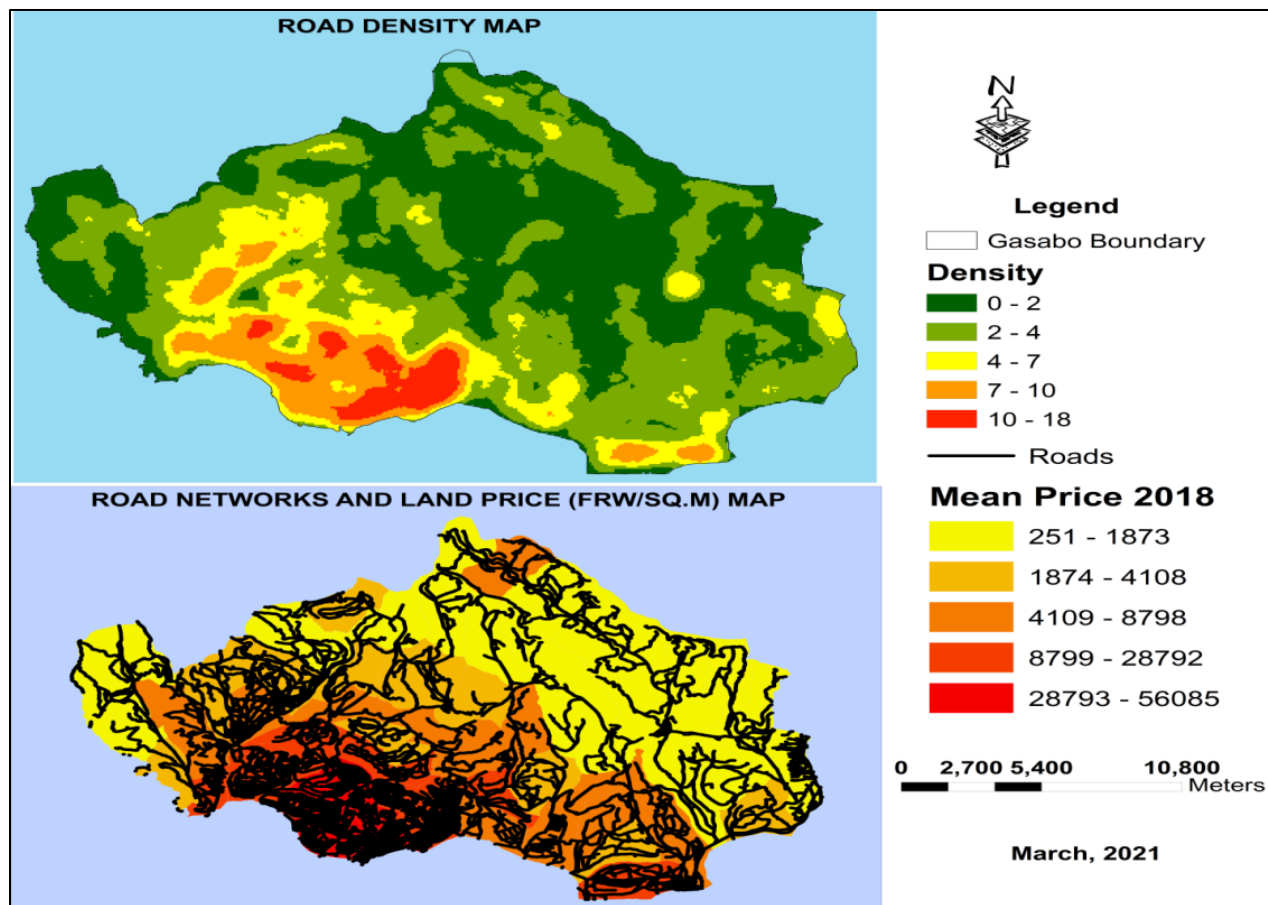 ROAD DENSITY MAP
N
Legend
Gasabo Boundary
Density
0 - 2
2 - 4
4 - 7
7 - 10
10 - 18
Roads
ROAD NETWORKS AND LAND PRICE (FRW/SQ.M) MAP
Mean Price 2018
251 - 1873
1874 - 4108
4109 - 8798
8799 - 28792
28793 - 56085
0 2,700 5,400 10,800
Meters
March, 2021